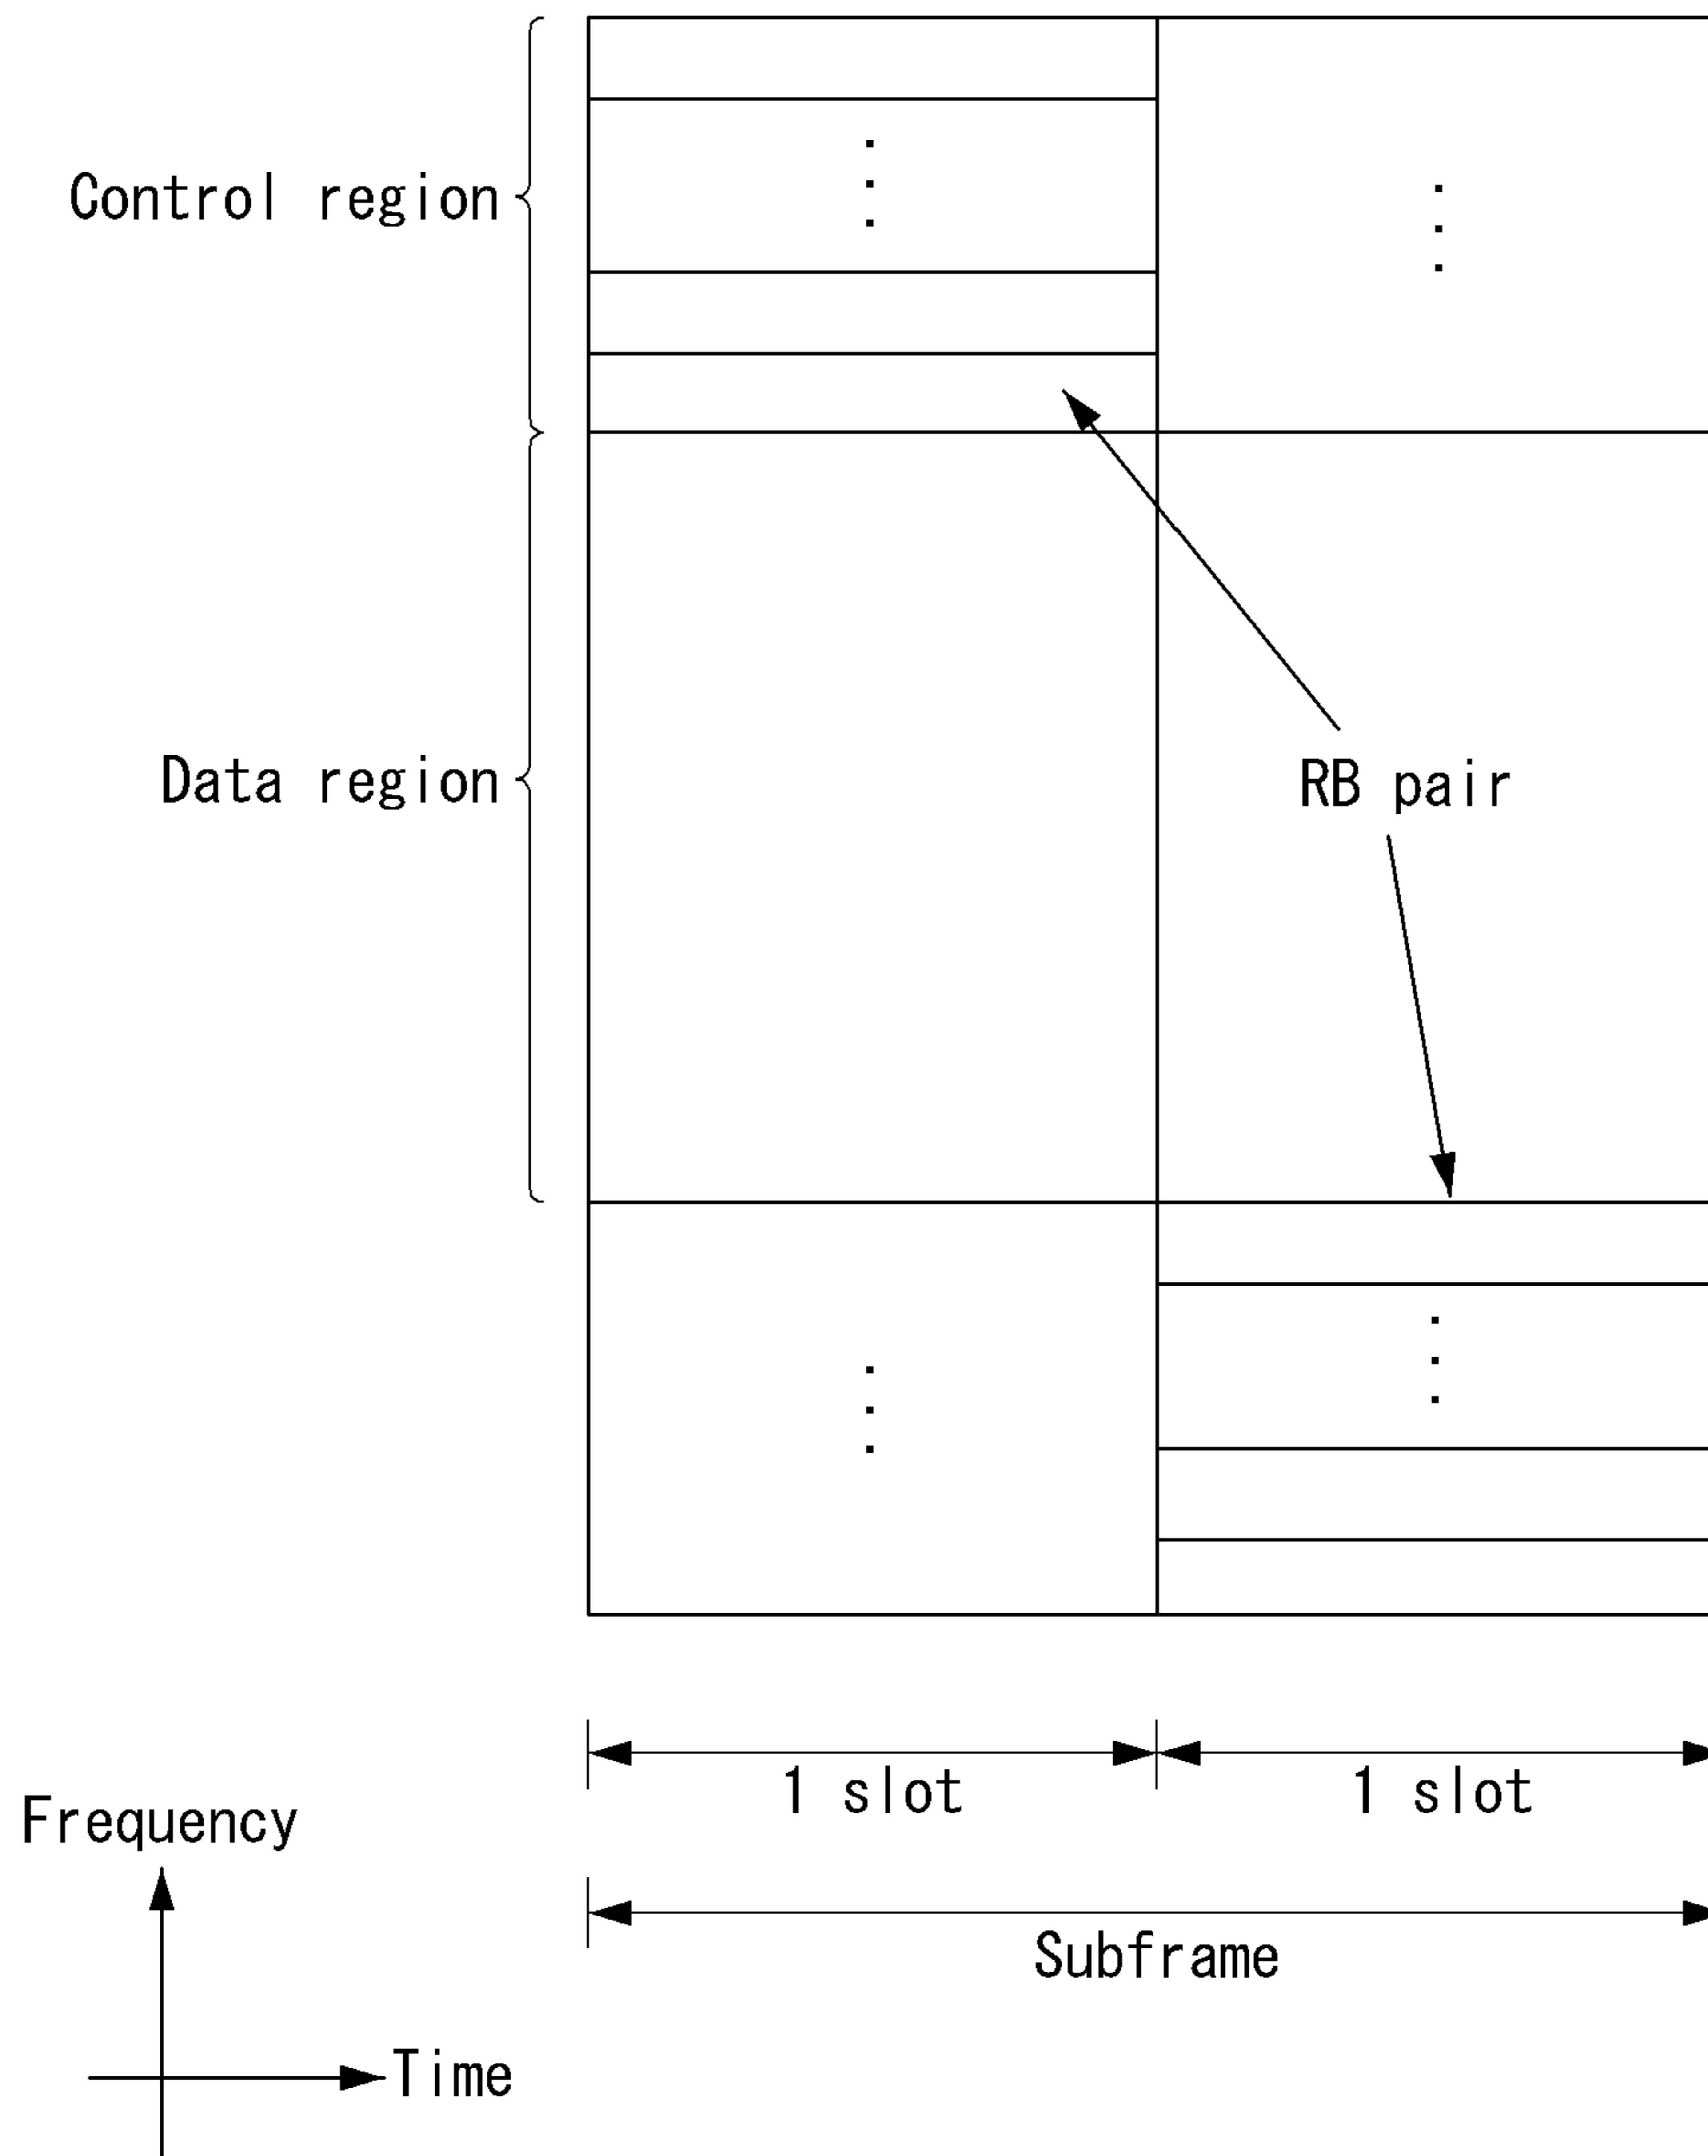 Control region
Data region
RB pair
1 slot
1 slot
Frequency
Subframe
Time